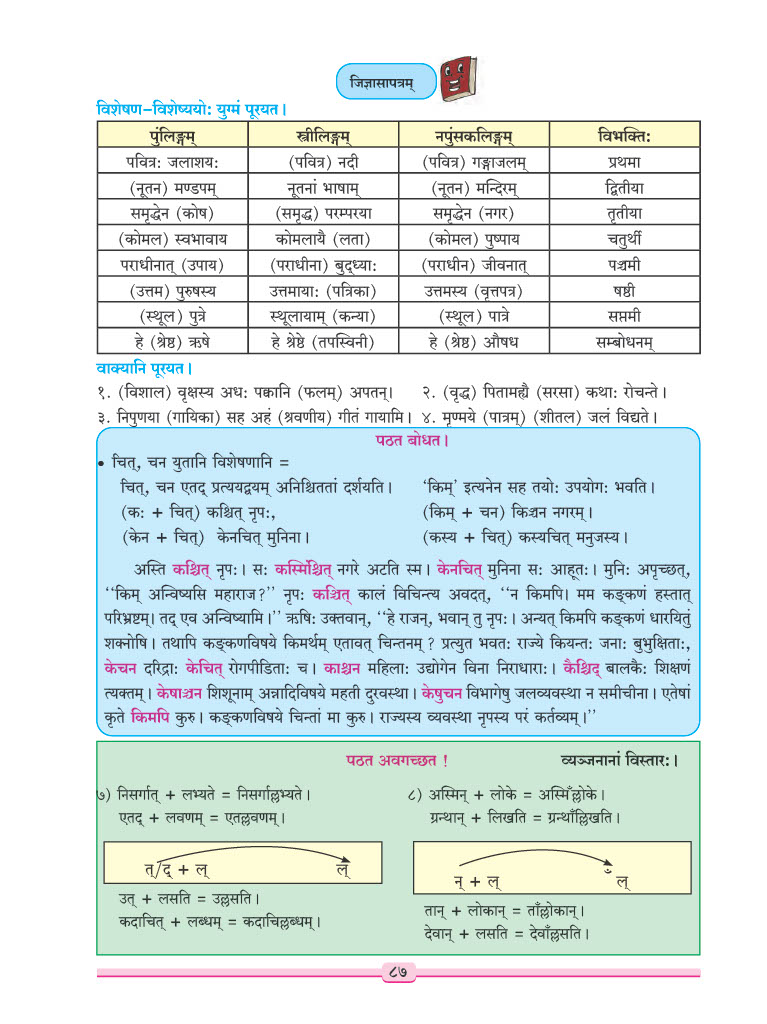 जिज्ञासापत्रम्
विशेषण–विशेष्ययोः युग्मं पूरयत।
पुंलिङ्गम् स्त्रीलिङ्गम् नपुंसकलिङ्गम् विभक्तिः
पवित्रः जलाशयः (पवित्र) नदी (पवित्र) गङ्गाजलम् प्रथमा
(नूतन) मण्डपम् नूतनां भाषाम् (नूतन) मन्दिरम् द्वितीया
समृद्धेन (कोष) (समृद्ध) परम्परया समृद्धेन (नगर) तृतीया
(कोमल) स्वभावाय कोमलायै (लता) (कोमल) पुष्पाय चतुर्थी
पराधीनात् (उपाय) (पराधीना) बुद्ध्याः (पराधीन) जीवनात् पञ्चमी
(उत्तम) पुरुषस्य उत्तमायाः (पत्रिका) उत्तमस्य (वृत्तपत्र) षष्ठी
(स्थूल) पुत्रे स्थूलायाम् (कन्या) (स्थूल) पात्रे सप्तमी
हे (श्रेष्ठ) ऋषे हे श्रेष्ठे (तपस्विनी) हे (श्रेष्ठ) औषध सम्बोधनम्
वाक्यानि पूरयत।
१. (विशाल) वृक्षस्य अधः पक्वानि (फलम्) अपतन्। २. (वृद्ध) पितामह्यै (सरसा) कथाः रोचन्ते।
३. निपुणया (गायिका) सह अहं (श्रवणीय) गीतं गायामि। ४. मृण्मये (पात्रम्) (शीतल) जलं विद्यते।
पठत बोधत।
• चित्, चन युतानि विशेषणानि =
चित्, चन एतद् प्रत्ययद्वयम् अनिश्चिततां दर्शयति। ‘किम्’ इत्यनेन सह तयोः उपयोगः भवति।
(कः + चित्) कश्चित् नृपः, (किम् + चन) किञ्चन नगरम्।
(केन + चित्) केनचित् मुनिना। (कस्य + चित्) कस्यचित् मनुजस्य।
अस्ति कश्चित् नृपः। सः कस्मिंश्चित् नगरे अटति स्म। केनचित् मुनिना सः आहूतः। मुनिः अपृच्छत्,
‘‘किम् अन्विष्यसि महाराज?’’ नृपः कञ्चित् कालं विचिन्त्य अवदत्, ‘‘न किमपि। मम कङ्कणं हस्तात्
परिभ्रष्टम्। तद् एव अन्विष्यामि।’’ ऋषिः उक्तवान्, ‘‘हे राजन्, भवान् तु नृपः। अन्यत् किमपि कङ्कणं धारयितुं
शक्नोषि। तथापि कङ्कणविषये किमर्थम् एतावत् चिन्तनम् ? प्रत्युत भवतः राज्ये कियन्तः जनाः बुभुक्षिताः,
केचन दरिद्राः केचित् रोगपीडिताः च। काश्चन महिलाः उद्योगेन विना निराधाराः। कैश्चिद् बालकैः शिक्षणं
त्यक्तम्। केषाञ्चन शिशूनाम् अन्नादिविषये महती दुरवस्था। केषुचन विभागेषु जलव्यवस्था न समीचीना। एतेषां
कृते किमपि कुरु। कङ्कणविषये चिन्तां मा कुरु। राज्यस्य व्यवस्था नृपस्य परं कर्तव्यम्।’’
पठत अवगच्छत ! व्यञ्जनानां विस्तारः।
७) निसर्गात् + लभ्यते = निसर्गाल्लभ्यते। ८) अस्मिन् + लोके = अस्मिँल्लोके।
एतद् + लवणम् = एतल्लवणम्। ग्रन्थान् + लिखति = ग्रन्थाँल्लिखति।
त्/द् + ल् ल् न् + ल् ँ ल्
उत् + लसति = उल्लसति। तान् + लोकान् = ताँल्लोकान्।
कदाचित् + लब्धम् = कदाचिल्लब्धम्। देवान् + लसति = देवाँल्लसति।
८७